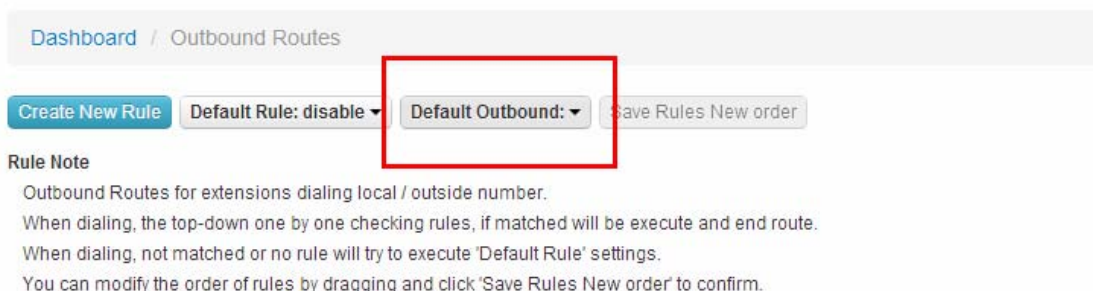 Dashboard / Outbound Routes
Create New Rule Default Rule: disable Default Outbound: Save Rules New order
Rule Note
Outbound Routes for extensions dialing local / outside number.
When dialing, the top-down one by one checking rules, if matched will be execute and end route.
When dialing, not matched or no rule will try to execute 'Default Rule' settings.
You can modify the order of rules by dragging and click 'Save Rules New order' to confirm.